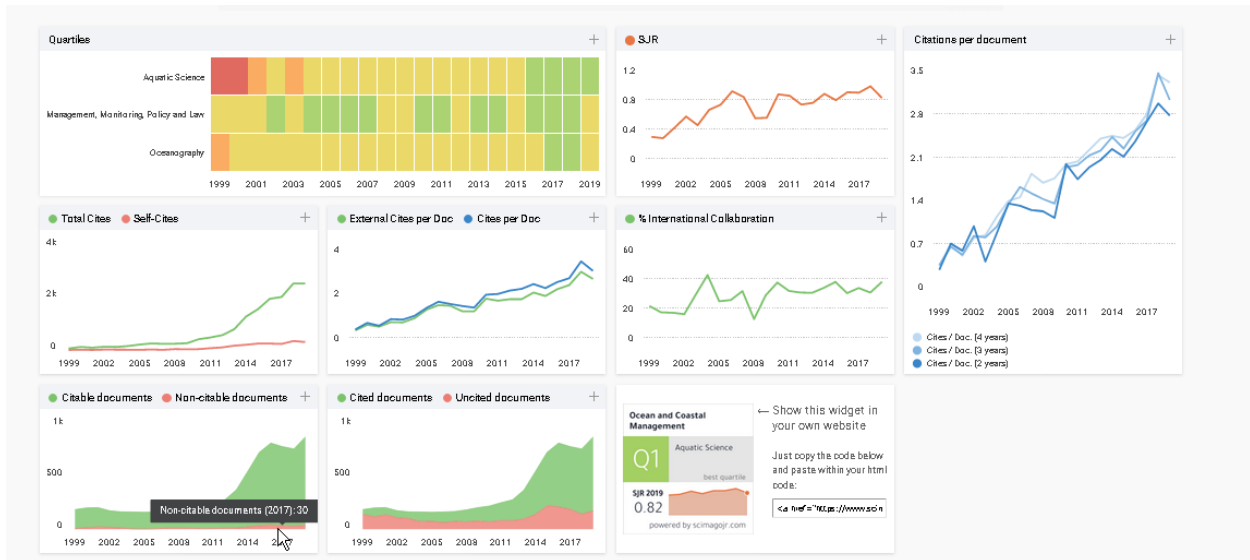 Quartiles
Aquatic Science
Management, Monitoring, Policy and Law
Oceanography
1999 2001 2003 2005 2007 2009 2011 2013 2015 2017 2019
SJR
1.2
0.8
0.4
0
1999 2002 2005 2008 2011 2014 2017
Citations per document
3.5
2.8
2.1
1.4
0.7
0
1999 2002 2005 2008 2011 2014 2017
Cites / Doc. (4 years)
Cites / Doc. (3 years)
Cites / Doc. (2 years)
Total Cites Self-Cites
4k
2k
0
1999 2002 2005 2008 2011 2014 2017
External Cites per Doc Cites per Doc
4
2
0
1999 2002 2005 2008 2011 2014 2017
% International Collaboration
60
40
20
0
1999 2002 2005 2008 2011 2014 2017
Citable documents Non-citable documents
1k
500
0
Non-citable documents (2017): 30
1999 2002 2005 2008 2011 2014 2017
Cited documents Uncited documents
1k
500
0
1999 2002 2005 2008 2011 2014 2017
Ocean and Coastal
Management
Q1
Aquatic Science
best quartile
SJR 2019
0.82
powered by scimagojr.com
← Show this widget in
your own website
Just copy the code below
and paste within your html
code:
<a href="https://www.scim